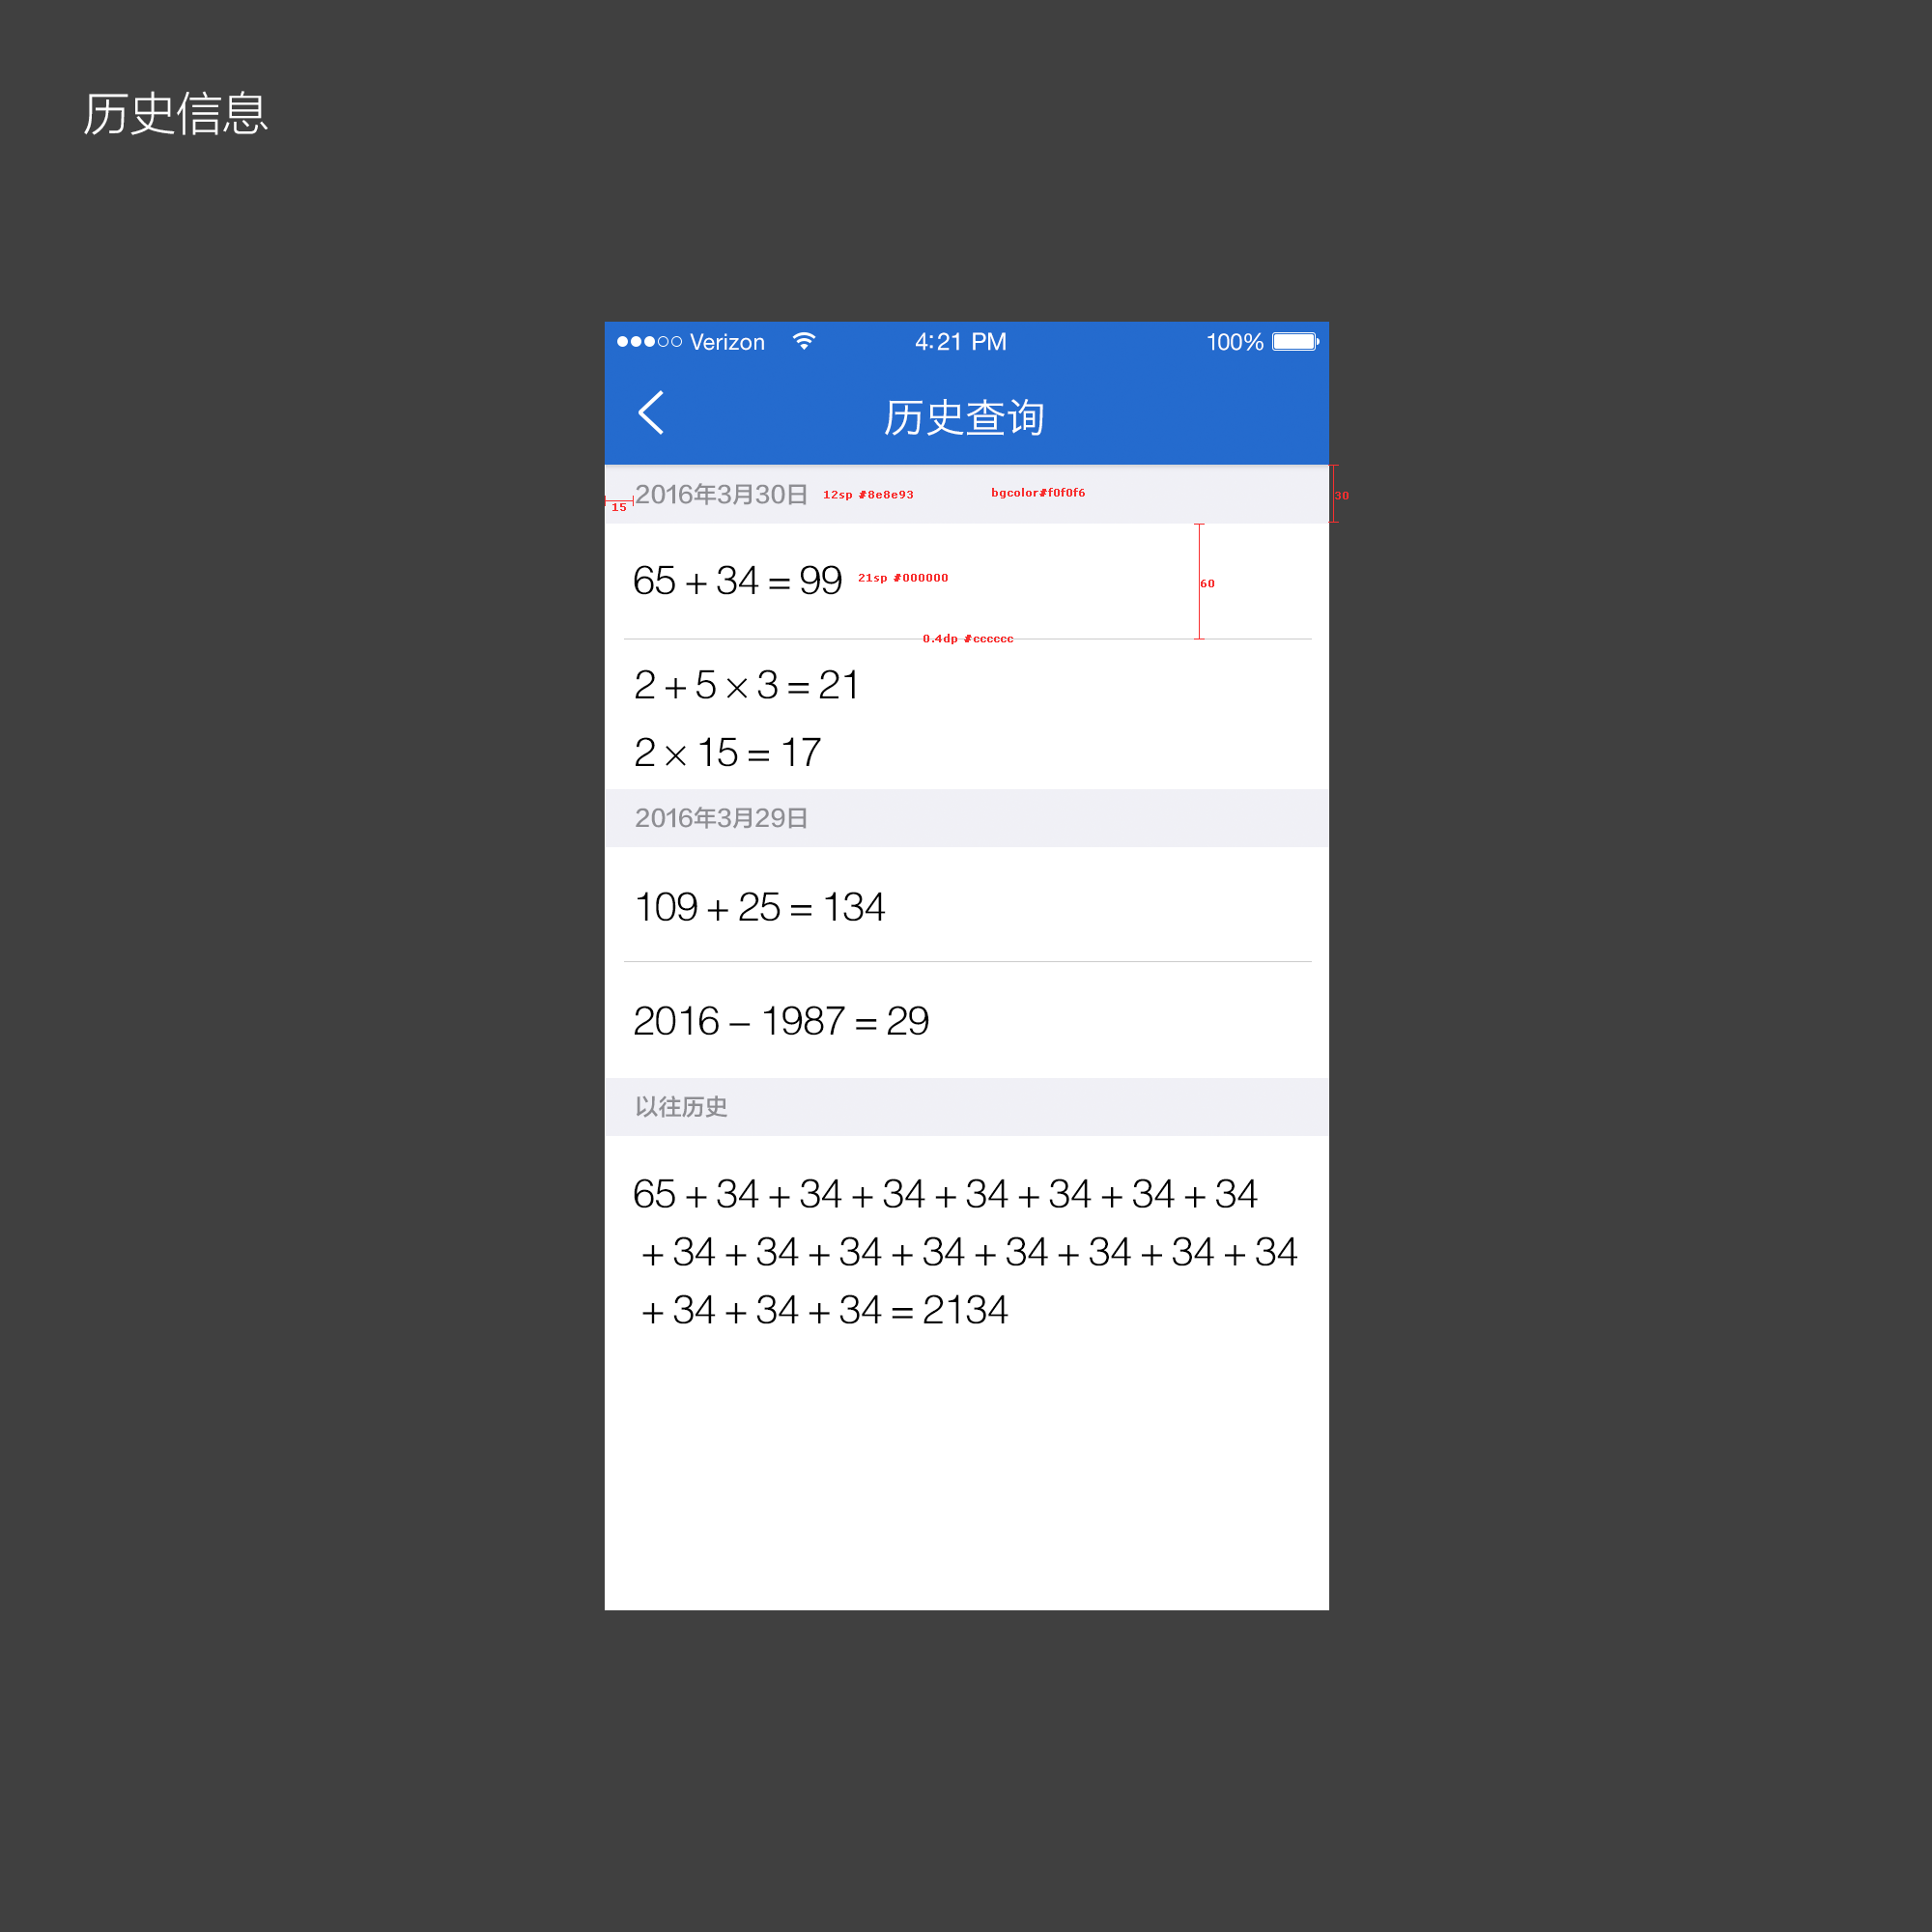 历史信息
Verizon 4:21 PM 100%
历史查询
2016年3月30日 12sp #8e8e93 bgcolor#f0f0f6 30
15
65 + 34 = 99 21sp #000000 60
0.4dp #cccccc
2 + 5 × 3 = 21
2 × 15 = 17
2016年3月29日
109 + 25 = 134
2016 – 1987 = 29
以往历史
65 + 34 + 34 + 34 + 34 + 34 + 34 + 34
+ 34 + 34 + 34 + 34 + 34 + 34 + 34 + 34
+ 34 + 34 + 34 = 2134